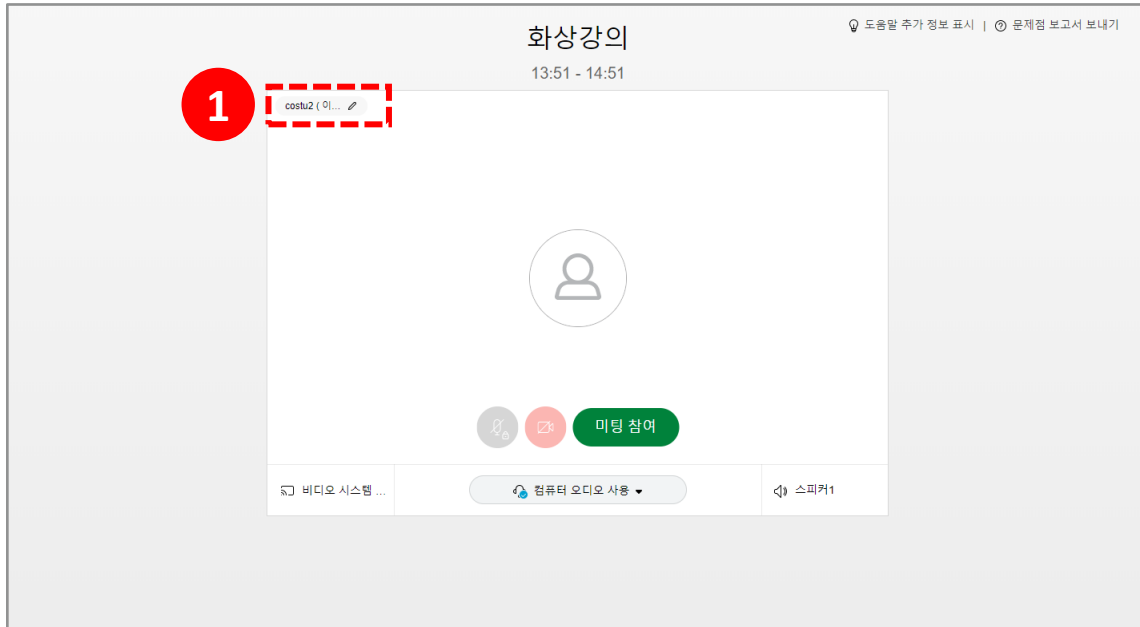 화상강의
도움말 추가 정보 표시 | 문제점 보고서 보내기
13:51 - 14:51
1
costu2 ( 이...
미팅 참여
비디오 시스템 ...
컴퓨터 오디오 사용
스피커1